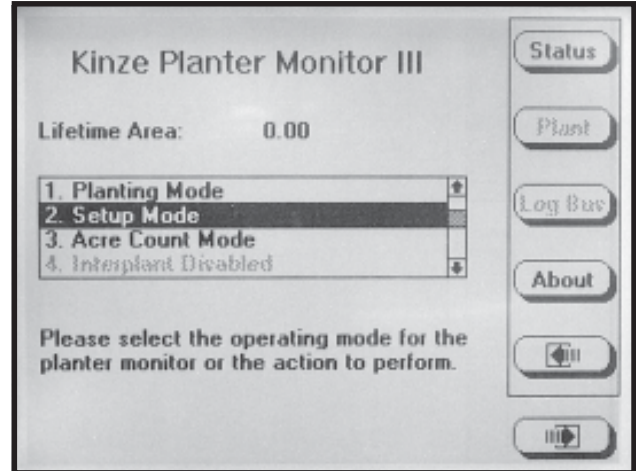 Kinze Planter Monitor III
Lifetime Area: 0.00
1. Planting Mode
2. Setup Mode
3. Acre Count Mode
4. Interplant Disabled
Please select the operating mode for the
planter monitor or the action to perform.
Status
Plant
Log Bus
About